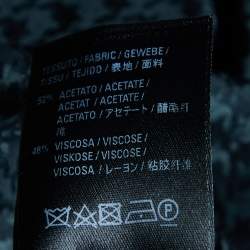 TESSUTO / FABRIC / GEWEBE /
TISSU / TEJIDO / 表地 / 面料
52% ACETATO / ACETATE /
ACETAT / ACETATE /
ACETATO / アセテート / 醋酯纤
维
48% VISCOSA / VISCOSE /
VISKOSE / VISCOSE /
VISCOSA / レーヨン / 粘胶纤维
P